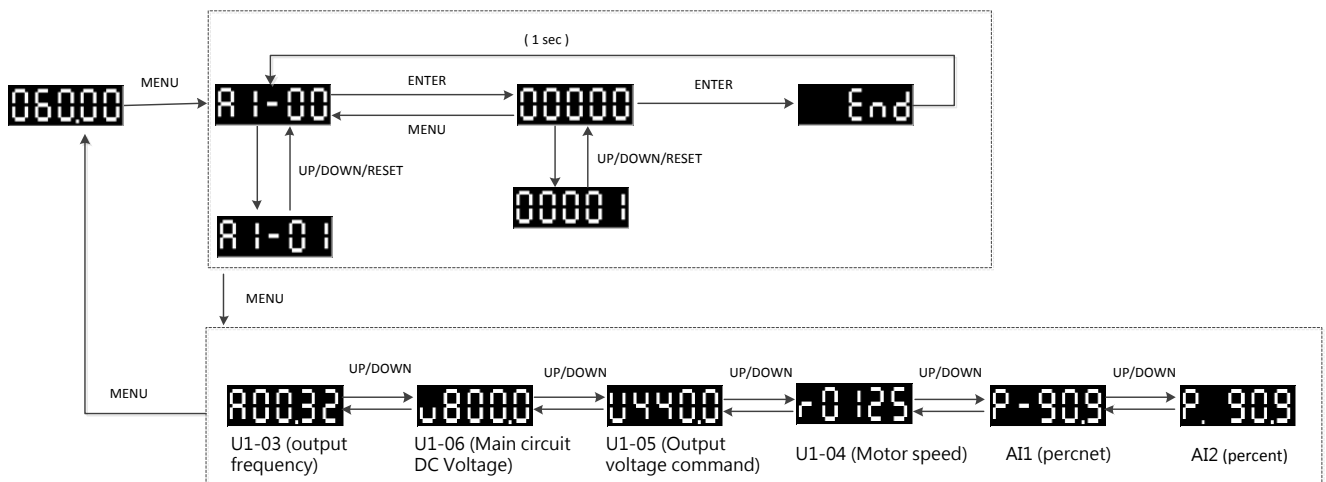 ( 1 sec )
060.00
MENU
A1-00
ENTER
MENU
00000
ENTER
End
UP/DOWN/RESET
UP/DOWN/RESET
A1-01
00001
MENU
MENU
UP/DOWN
UP/DOWN
UP/DOWN
UP/DOWN
UP/DOWN
A003.2
u800.0
U440.0
r0125
P-90.9
P. 90.9
U1-03 (output
frequency)
U1-06 (Main circuit
DC Voltage)
U1-05 (Output
voltage command)
U1-04 (Motor speed)
AI1 (percnet)
AI2 (percent)